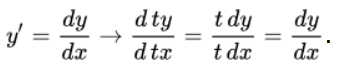 y′ = dy/dx → d ty/d tx = t dy/t dx = dy/dx.